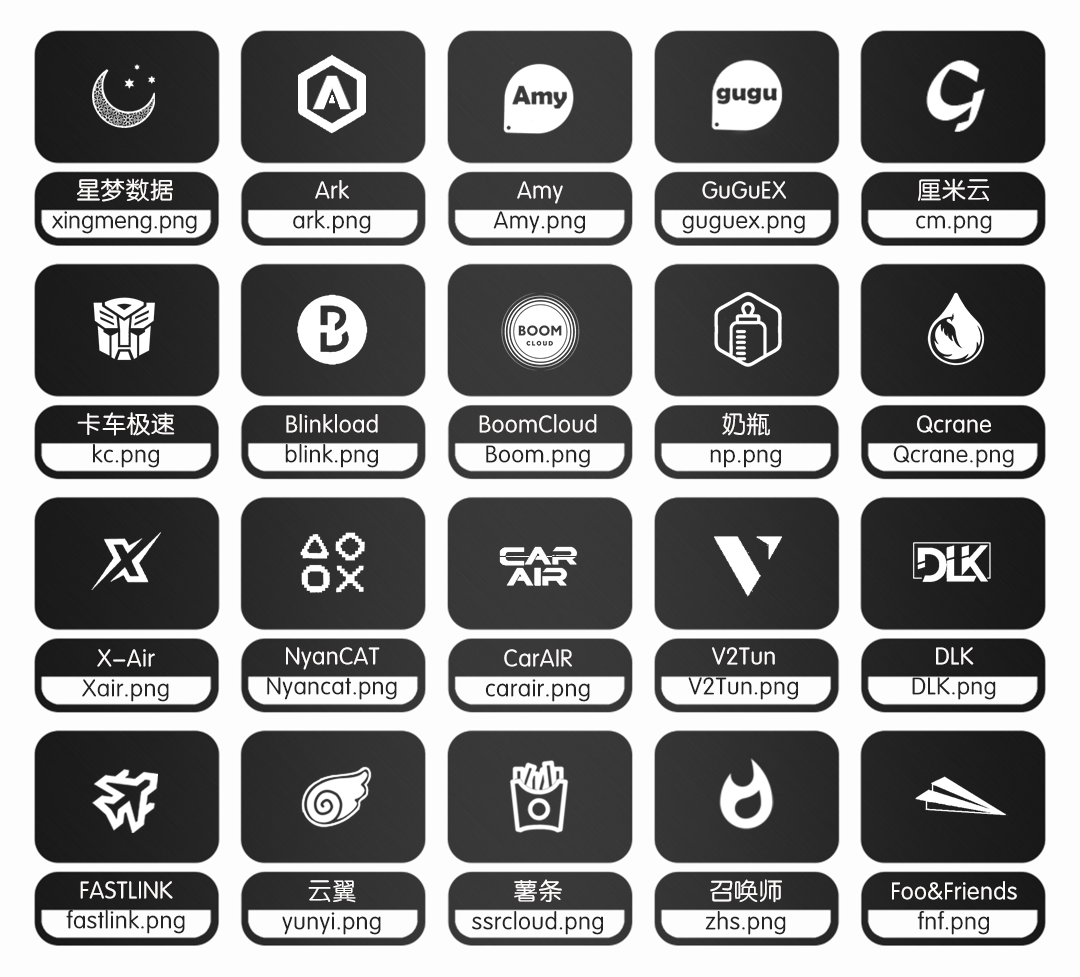 Amy
gugu
星梦数据
xingmeng.png
Ark
ark.png
Amy
Amy.png
GuGuEX
guguex.png
厘米云
cm.png
BOOM
CLOUD
卡车极速
kc.png
Blinkload
blink.png
BoomCloud
Boom.png
奶瓶
np.png
Qcrane
Qcrane.png
CAR
AIR
DLK
X-Air
Xair.png
NyanCAT
Nyancat.png
CarAIR
carair.png
V2Tun
V2Tun.png
DLK
DLK.png
FASTLINK
fastlink.png
云翼
yunyi.png
薯条
ssrcloud.png
召唤师
zhs.png
Foo&Friends
fnf.png